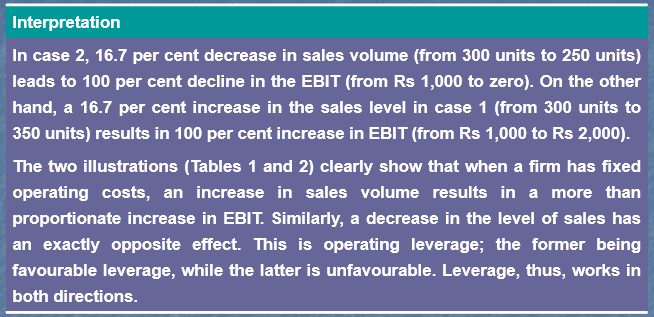 Interpretation
In case 2, 16.7 per cent decrease in sales volume (from 300 units to 250 units)
leads to 100 per cent decline in the EBIT (from Rs 1,000 to zero). On the other
hand, a 16.7 per cent increase in the sales level in case 1 (from 300 units to
350 units) results in 100 per cent increase in EBIT (from Rs 1,000 to Rs 2,000).
The two illustrations (Tables 1 and 2) clearly show that when a firm has fixed
operating costs, an increase in sales volume results in a more than
proportionate increase in EBIT. Similarly, a decrease in the level of sales has
an exactly opposite effect. This is operating leverage; the former being
favourable leverage, while the latter is unfavourable. Leverage, thus, works in
both directions.